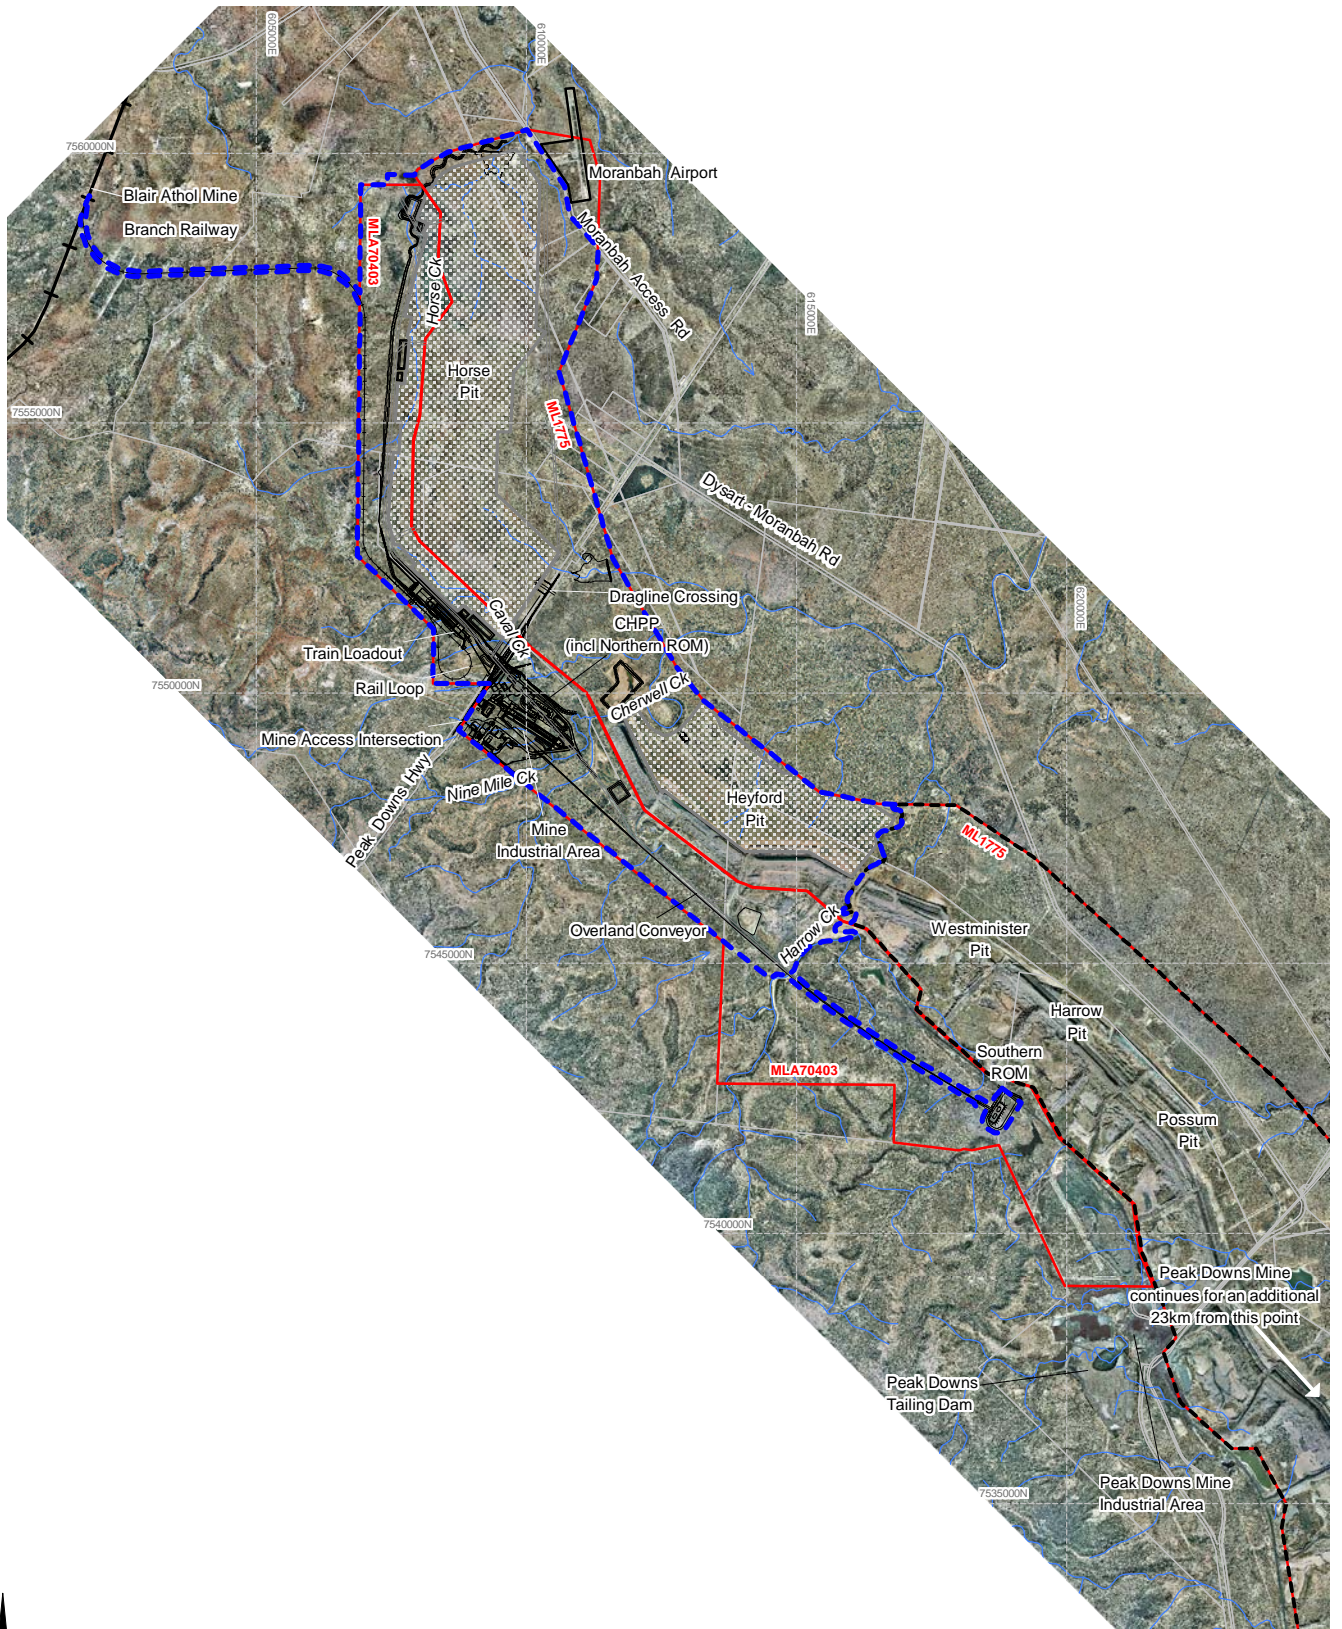 605000E
610000E
7560000N
Blair Athol Mine
Branch Railway
MLA70403
Moranbah Airport
Moranbah Access Rd
Horse Ck
615000E
Horse
Pit
7555000N
ML1775
Dysart - Moranbah Rd
Dragline Crossing
CHPP
(incl Northern ROM)
Caval Ck
620000E
Train Loadout
7550000N
Rail Loop
Cherwell Ck
Mine Access Intersection
Peak Downs Hwy
Nine Mile Ck
Heyford
Pit
Mine
Industrial Area
ML1775
Overland Conveyor
Harrow Ck
Westminister
Pit
7545000N
Harrow
Pit
Southern
ROM
MLA70403
Possum
Pit
7540000N
Peak Downs Mine
continues for an additional
23km from this point
Peak Downs
Tailing Dam
Peak Downs Mine
Industrial Area
7535000N